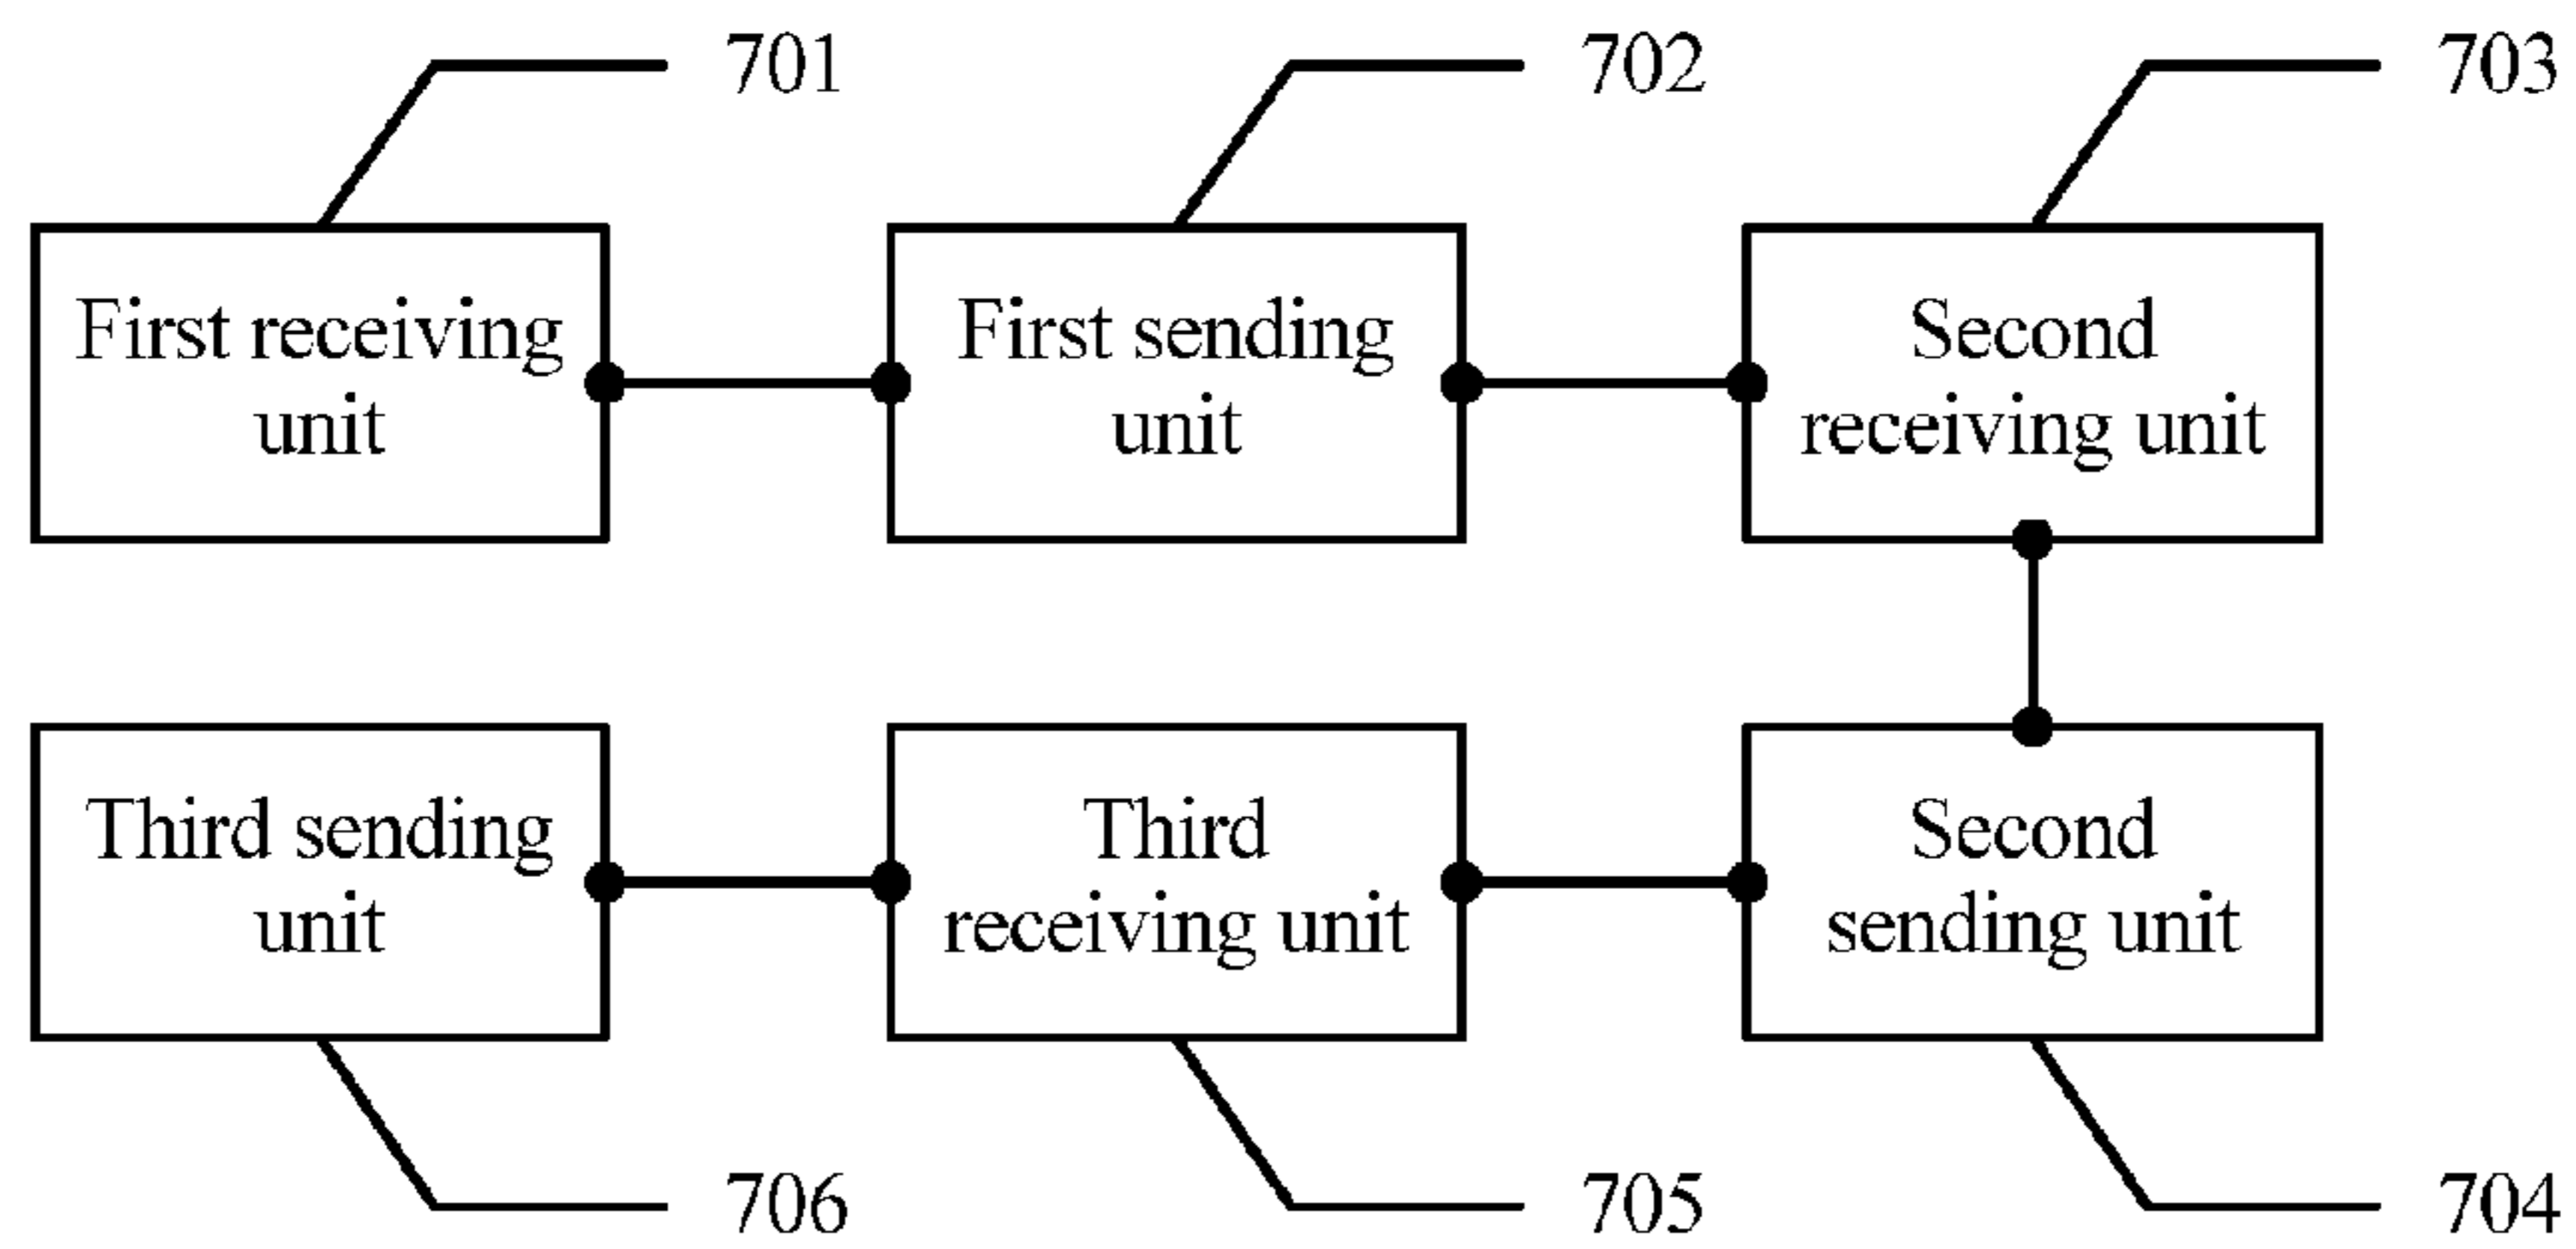 701
702
703
First receiving
unit
First sending
unit
Second
receiving unit
Third sending
unit
Third
receiving unit
Second
sending unit
706
705
704